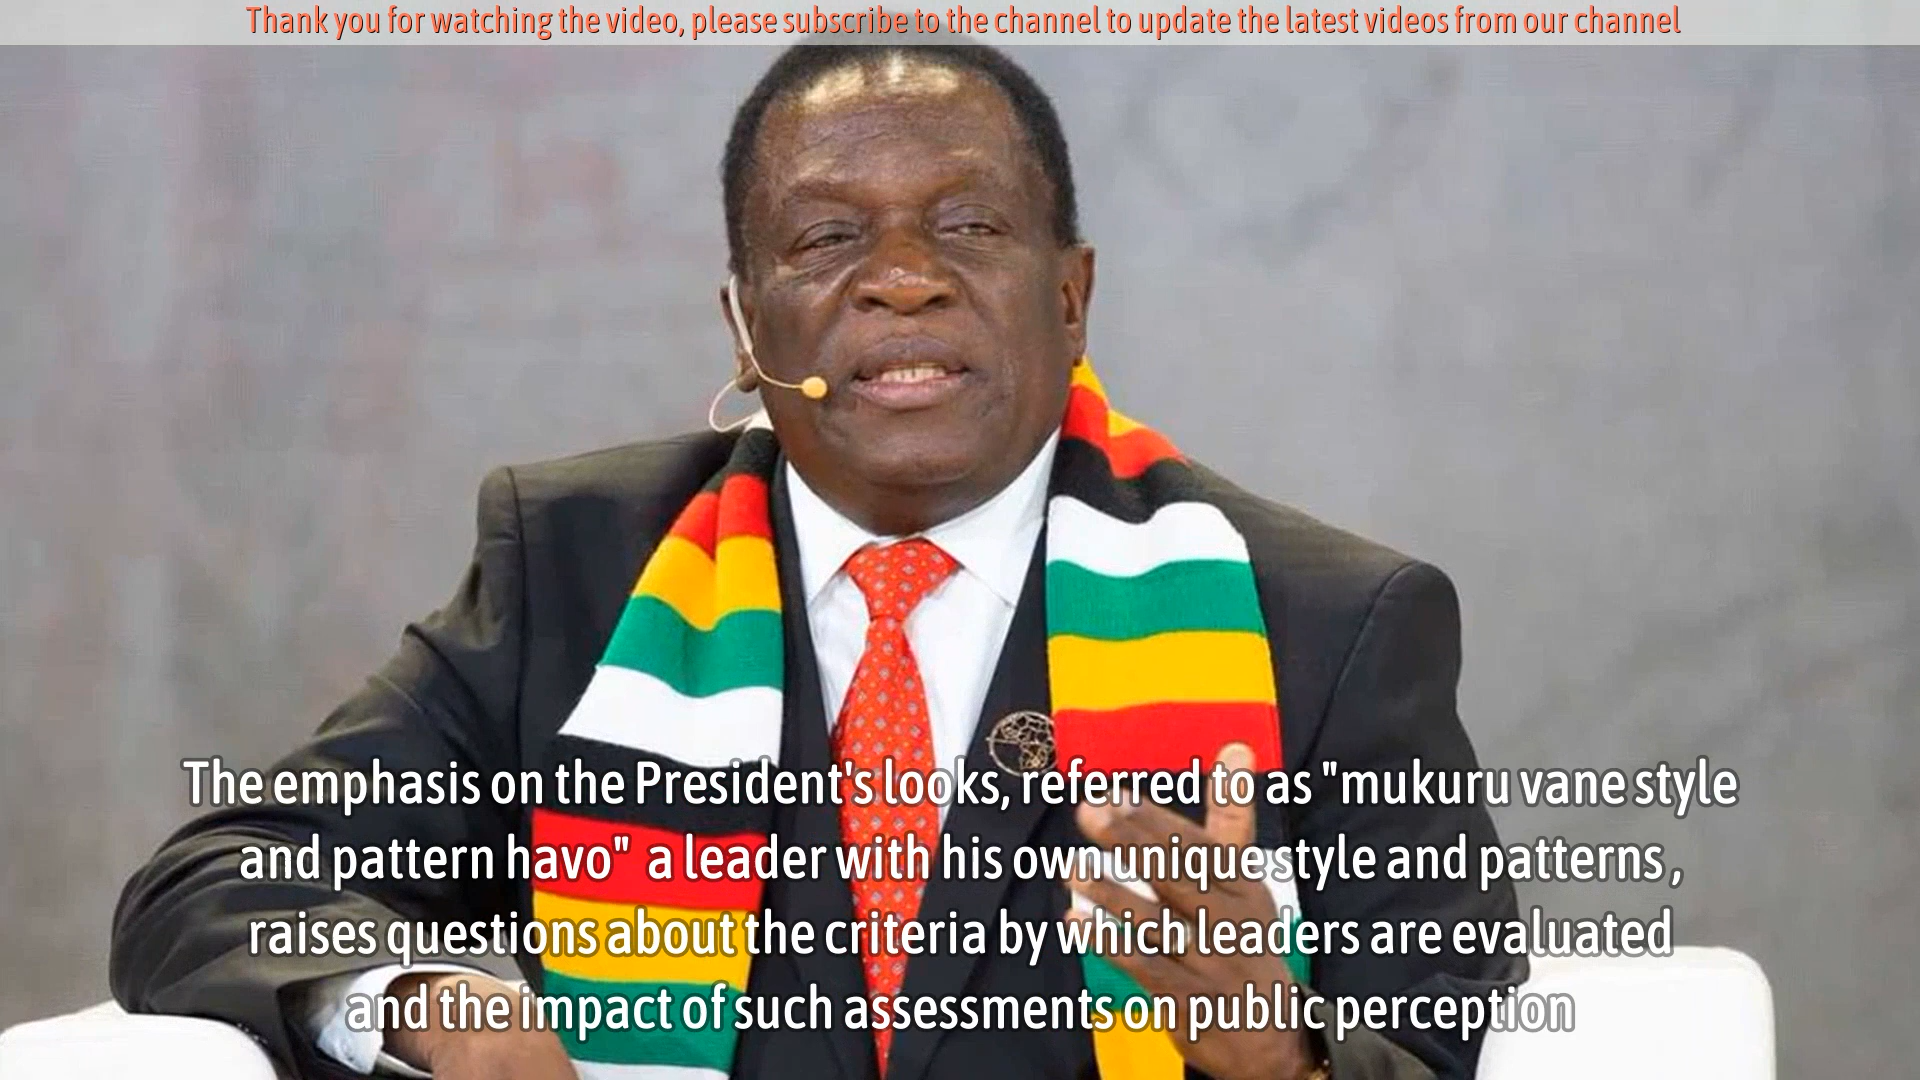 Thank you for watching the video, please subscribe to the channel to update the latest videos from our channel
The emphasis on the President's looks, referred to as "mukuru vane style
and pattern havo" a leader with his own unique style and patterns ,
raises questions about the criteria by which leaders are evaluated
and the impact of such assessments on public perception